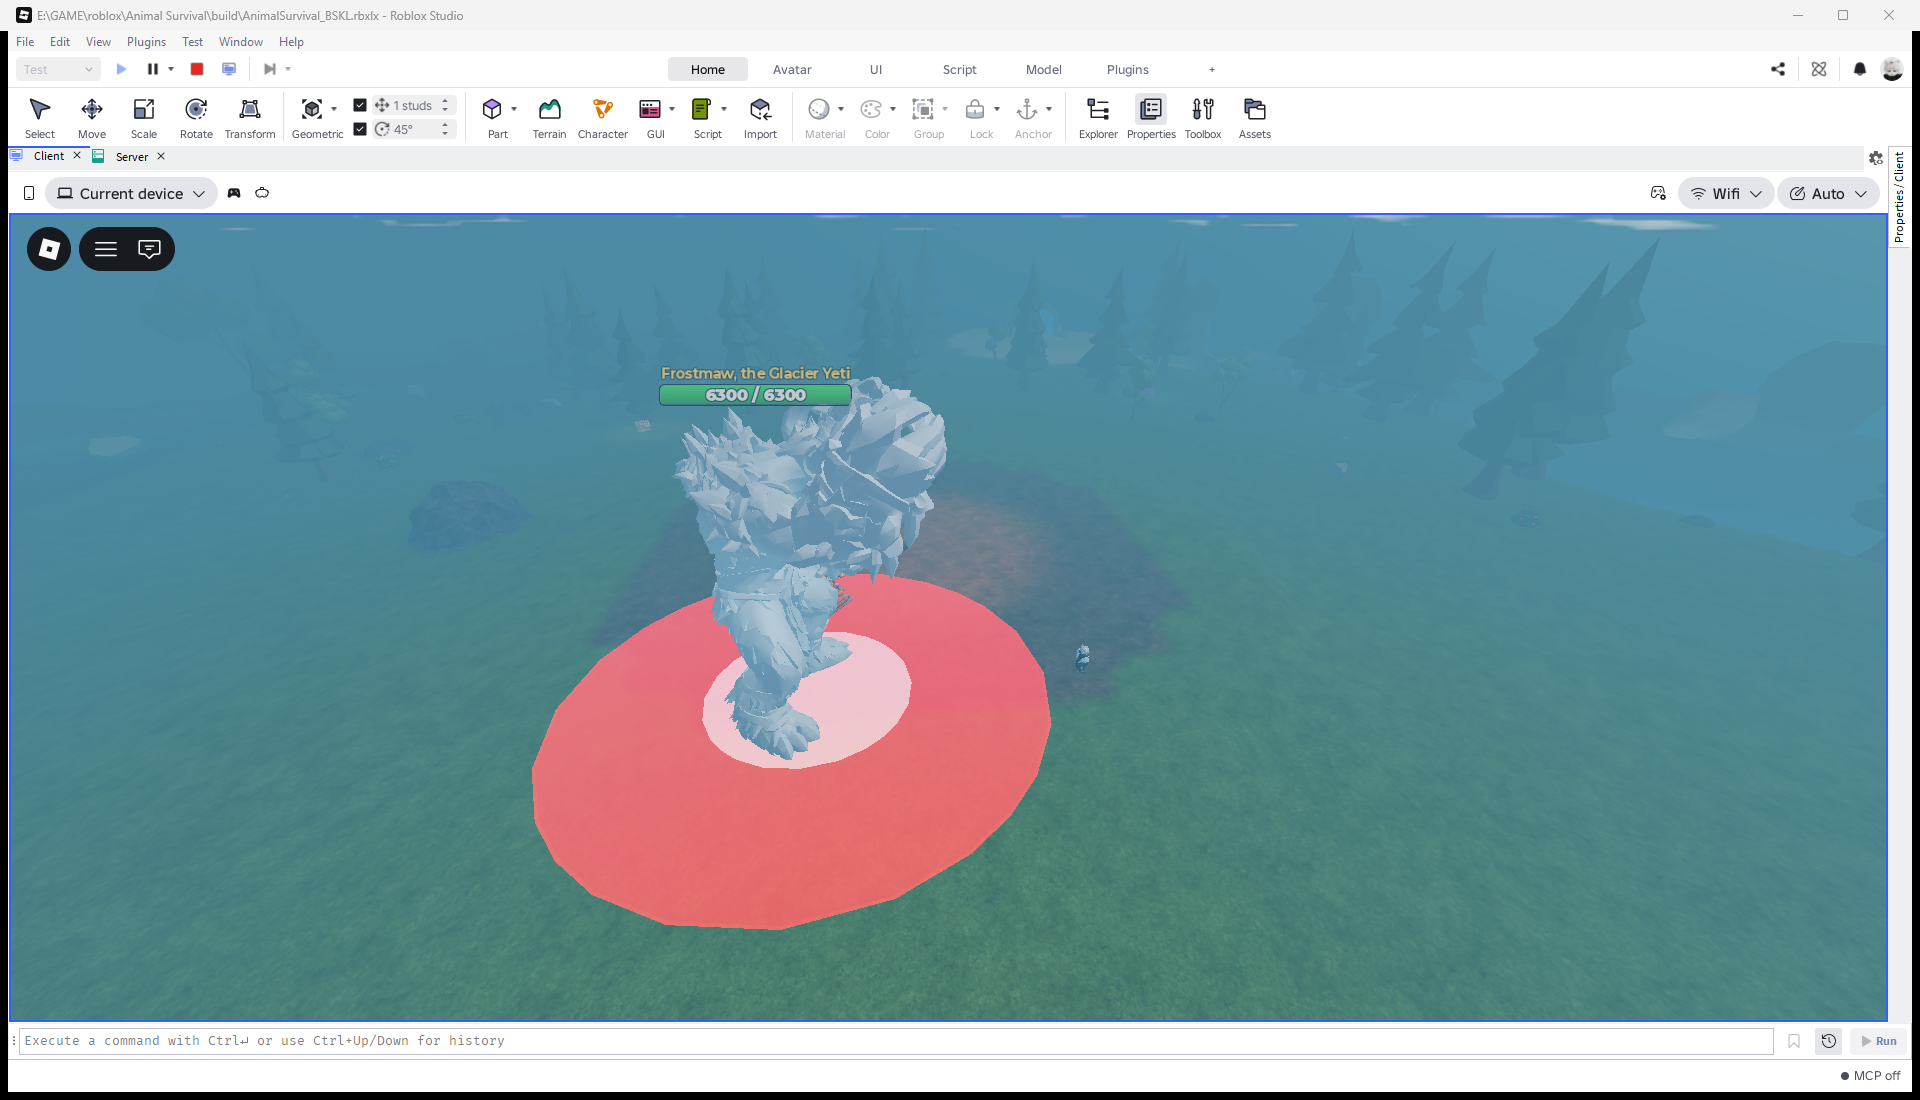 E:\GAME\roblox\Animal Survival\build\AnimalSurvival_BSKL.rbxlx - Roblox Studio
File Edit View Plugins Test Window Help
Test
Home Avatar UI Script Model Plugins +
1 studs
45°
Select Move Scale Rotate Transform Geometric Part Terrain Character GUI Script Import Material Color Group Lock Anchor Explorer Properties Toolbox Assets
Client Server
Properties / Client
Current device Wifi Auto
Frostmaw, the Glacier Yeti
6300 / 6300
Execute a command with Ctrl↵ or use Ctrl+Up/Down for history
Run
MCP off